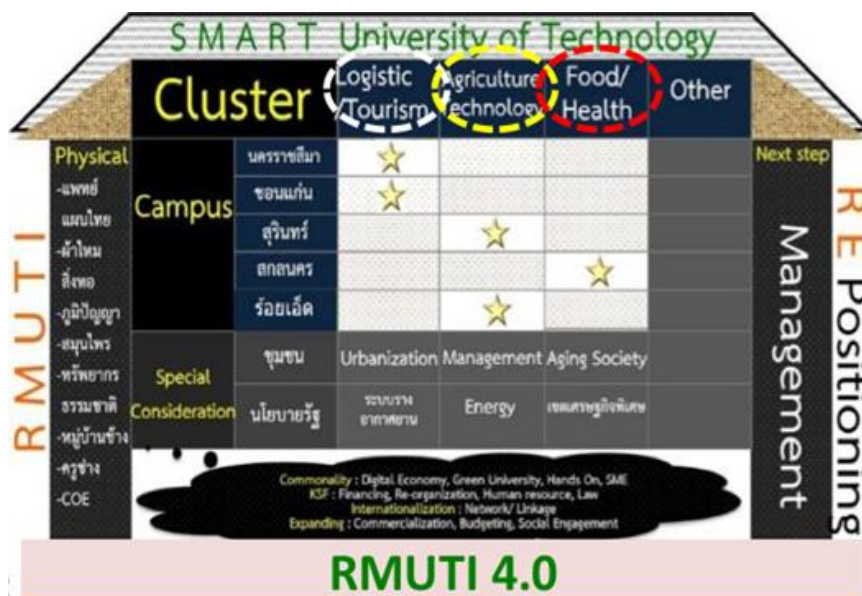 SMART University of Technology
Cluster
Logistic
/Tourism
Agriculture
Technology
Food/
Health
Other
Physical
-แพทย์
แผนไทย
-ผ้าไหม
สิ่งทอ
-ภูมิปัญญา
-สมุนไพร
-ทรัพยากร
ธรรมชาติ
-หมู่บ้านช้าง
-ครูช่าง
-COE
RMUTI
Campus
นครราชสีมา
ขอนแก่น
สุรินทร์
สกลนคร
ร้อยเอ็ด
Special
Consideration
ชุมชน
Urbanization
Management
Aging Society
นโยบายรัฐ
ระบบราง
อากาศยาน
Energy
เขตเศรษฐกิจพิเศษ
Next step
Management
RE Positioning
Commonality : Digital Economy, Green University, Hands On, SME
KSF : Financing, Re-organization, Human resource, Law
Internationalization : Network/ Linkage
Expanding : Commercialization, Budgeting, Social Engagement
RMUTI 4.0